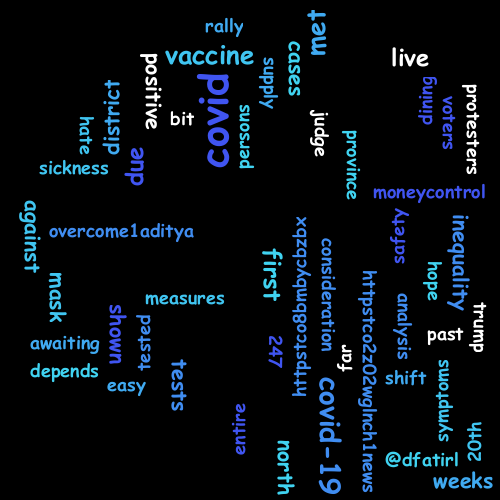 rally
met
vaccine
cases
live
positive
supply
covid
district
bit
persons
judge
hate
due
sickness
province
dining
voters
protesters
moneycontrol
against
overcome1aditya
safety
inequality
first
httpstco8bmbycbzbx
consideration
hope
mask
measures
shown
tested
awaiting
depends
easy
tests
247
far
httpstco2z02wglnch1news
analysis
past
trump
shift
symptoms
covid-19
entire
north
@dfatirl
20th
weeks